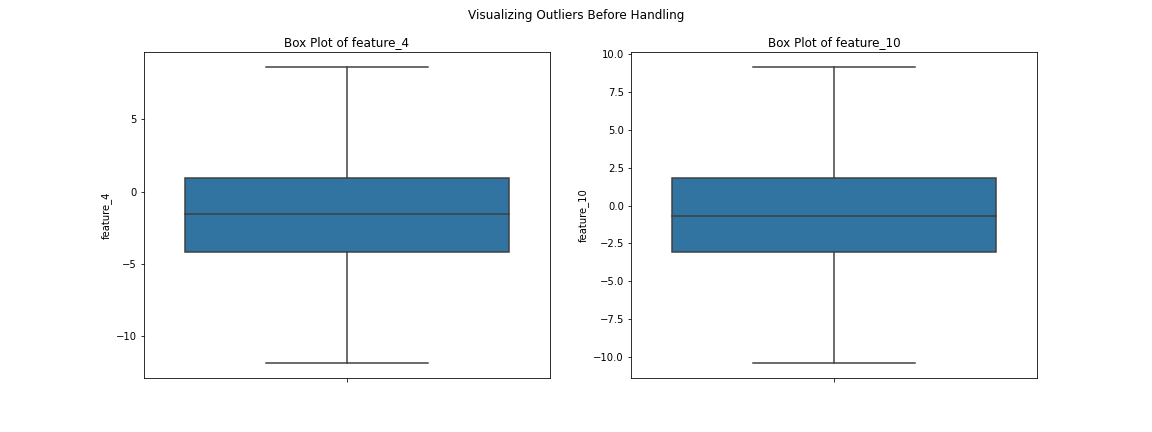 Visualizing Outliers Before Handling
Box Plot of feature_4
5
0
−5
−10
feature_4
Box Plot of feature_10
10.0
7.5
5.0
2.5
0.0
−2.5
−5.0
−7.5
−10.0
feature_10